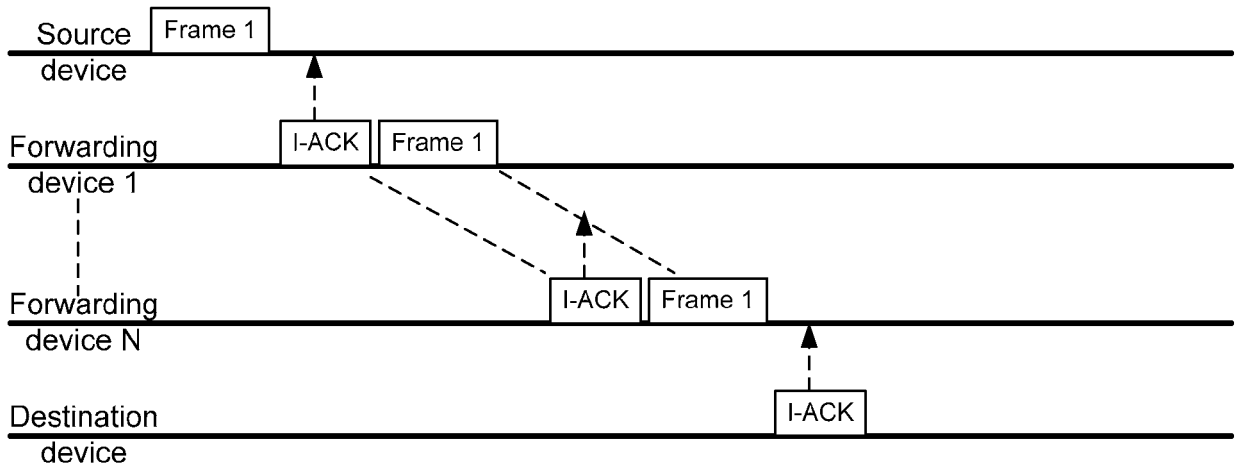 Source
device
Frame 1
Forwarding
device 1
I-ACK
Frame 1
Forwarding
device N
I-ACK
Frame 1
Destination
device
I-ACK